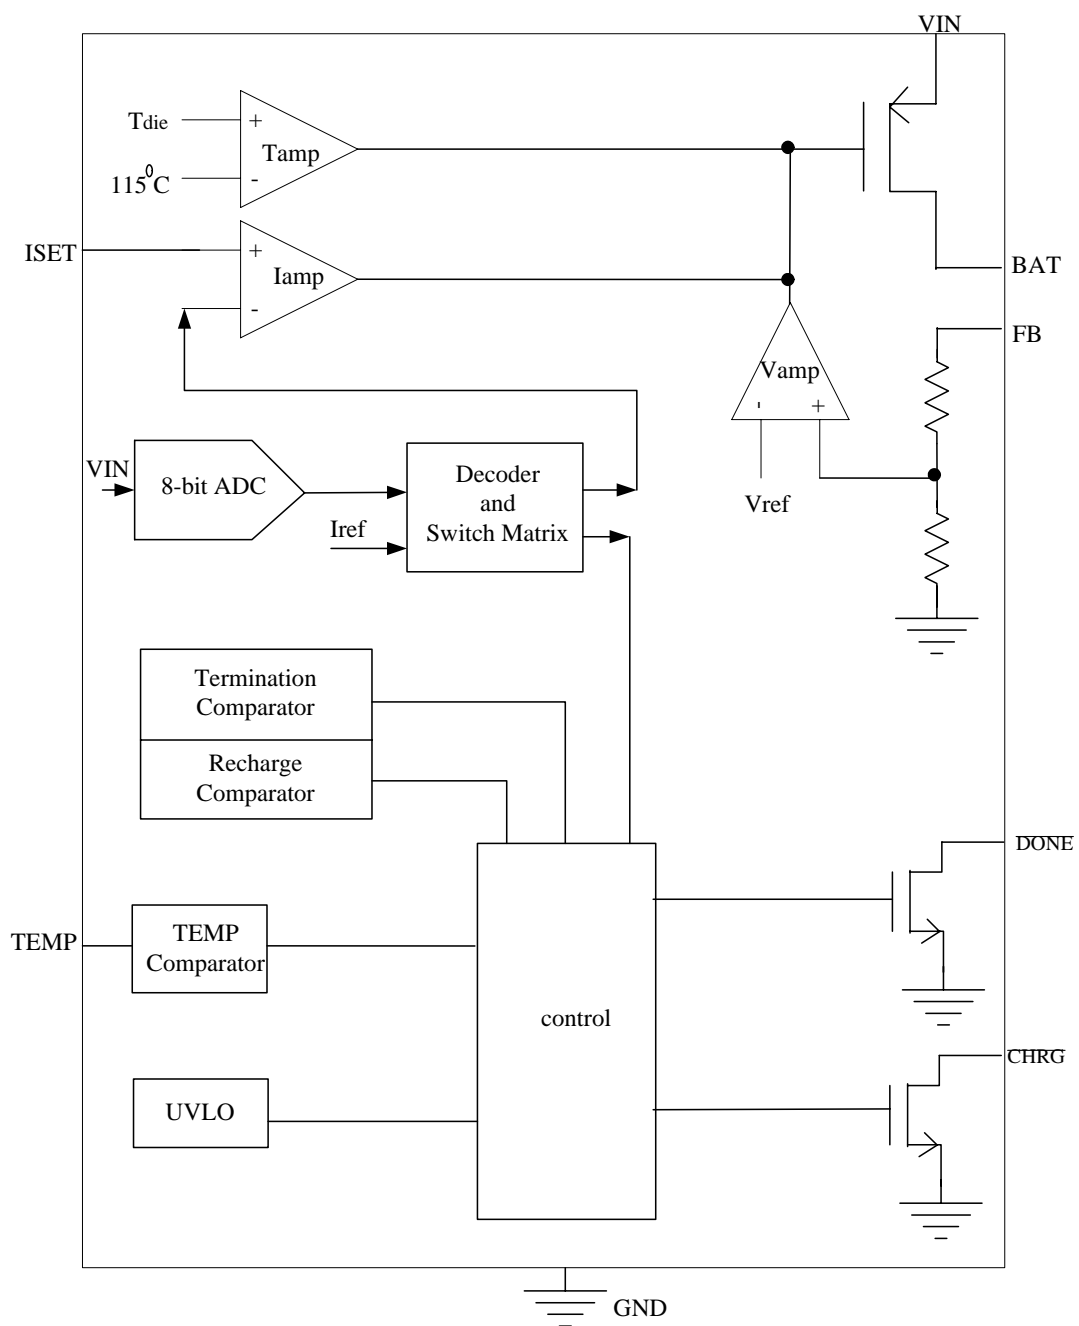 VIN
Tdie
+
Tamp
115⁰C
-
ISET
+
Iamp
-
BAT
FB
Vamp
- +
VIN
8-bit ADC
Decoder
and
Switch Matrix
Iref
Vref
Termination
Comparator
Recharge
Comparator
DONE
TEMP
TEMP
Comparator
control
CHRG
UVLO
GND